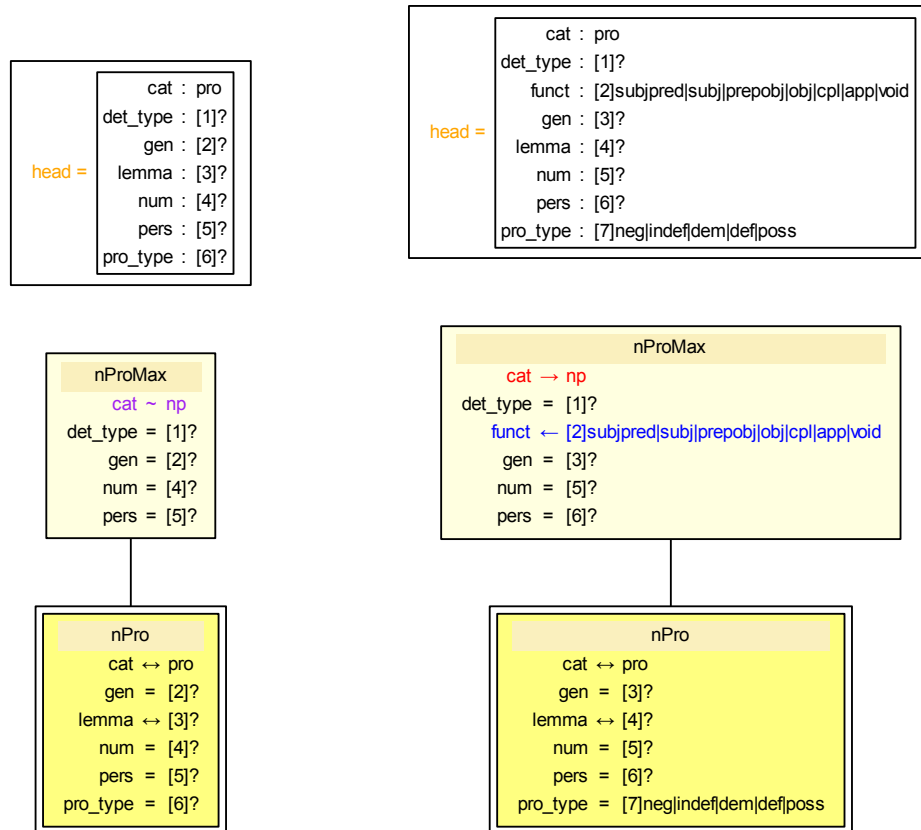 head =
cat : pro
det_type : [1]?
gen : [2]?
lemma : [3]?
num : [4]?
pers : [5]?
pro_type : [6]?
head =
cat : pro
det_type : [1]?
funct : [2]subjpred|subj|prepobj|obj|cpl|app|void
gen : [3]?
lemma : [4]?
num : [5]?
pers : [6]?
pro_type : [7]neg|indef|dem|def|poss
nProMax
cat ~ np
det_type = [1]?
gen = [2]?
num = [4]?
pers = [5]?
nProMax
cat → np
det_type = [1]?
funct ← [2]subjpred|subj|prepobj|obj|cpl|app|void
gen = [3]?
num = [5]?
pers = [6]?
nPro
cat ↔ pro
gen = [2]?
lemma ↔ [3]?
num = [4]?
pers = [5]?
pro_type = [6]?
nPro
cat ↔ pro
gen = [3]?
lemma ↔ [4]?
num = [5]?
pers = [6]?
pro_type = [7]neg|indef|dem|def|poss